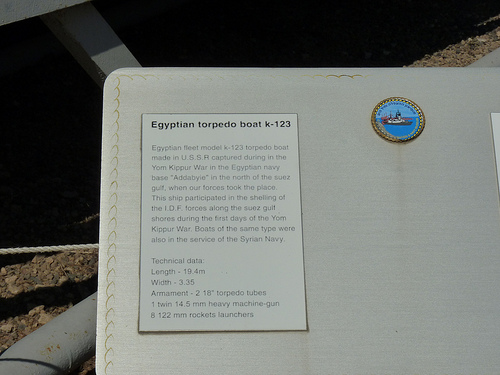 Egyptian torpedo boat k-123
Egyptian fleet model k-123 torpedo boat
made in U.S.S.R captured during in the
Yom Kippur War in the Egyptian navy
base "Addabyie" in the north of the suez
gulf, when our forces took the place.
This ship participated in the shelling of
the I.D.F. forces along the suez gulf
shores during the first days of the Yom
Kippur War. Boats of the same type were
also in the service of the Syrian Navy.
Technical data:
Length - 19.4m
Width - 3.35
Armament - 2 18" torpedo tubes
1 twin 14.5 mm heavy machine-gun
8 122 mm rockets launchers